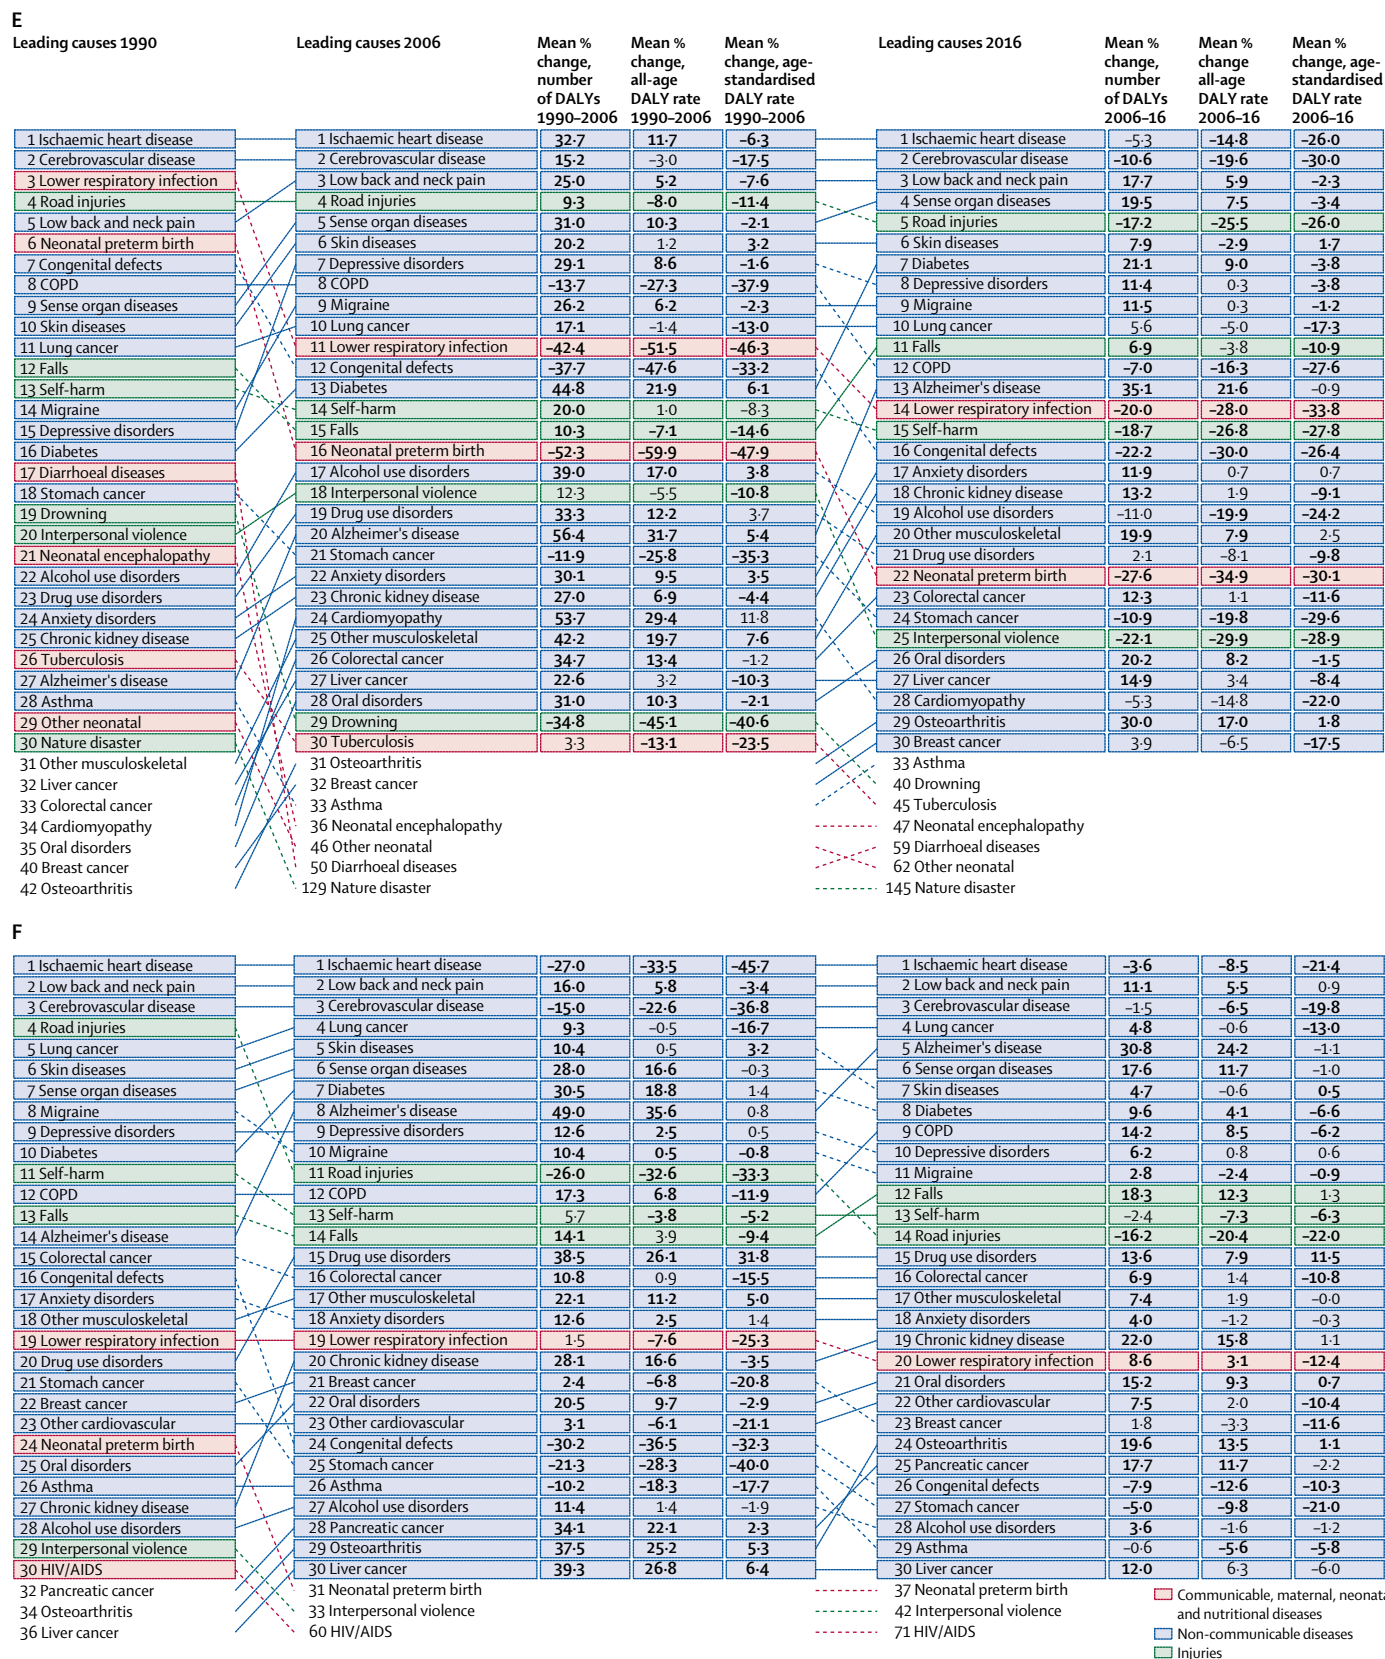 E
Leading causes 1990
Leading causes 2006
Mean %
change,
number
of DALYs
1990–2006
Mean %
change,
all-age
DALY rate
1990–2006
Mean %
change, age-
standardised
DALY rate
1990–2006
Leading causes 2016
Mean %
change,
number
of DALYs
2006–16
Mean %
change
all-age
DALY rate
2006–16
Mean %
change, age-
standardised
DALY rate
2006–16
1 Ischaemic heart disease 1 Ischaemic heart disease 32·7 11·7 –6·3 1 Ischaemic heart disease –5·3 –14·8 –26·0
2 Cerebrovascular disease 2 Cerebrovascular disease 15·2 –3·0 –17·5 2 Cerebrovascular disease –10·6 –19·6 –30·0
3 Lower respiratory infection 3 Low back and neck pain 25·0 5·2 –7·6 3 Low back and neck pain 17·7 5·9 –2·3
4 Road injuries 4 Road injuries 9·3 –8·0 –11·4 4 Sense organ diseases 19·5 7·5 –3·4
5 Low back and neck pain 5 Sense organ diseases 31·0 10·3 –2·1 5 Road injuries –17·2 –25·5 –26·0
6 Neonatal preterm birth 6 Skin diseases 20·2 1·2 3·2 6 Skin diseases 7·9 –2·9 1·7
7 Congenital defects 7 Depressive disorders 29·1 8·6 –1·6 7 Diabetes 21·1 9·0 –3·8
8 COPD 8 COPD –13·7 –27·3 –37·9 8 Depressive disorders 11·4 0·3 –3·8
9 Sense organ diseases 9 Migraine 26·2 6·2 –2·3 9 Migraine 11·5 0·3 –1·2
10 Skin diseases 10 Lung cancer 17·1 –1·4 –13·0 10 Lung cancer 5·6 –5·0 –17·3
11 Lung cancer 11 Lower respiratory infection –42·4 –51·5 –46·3 11 Falls 6·9 –3·8 –10·9
12 Falls 12 Congenital defects –37·7 –47·6 –33·2 12 COPD –7·0 –16·3 –27·6
13 Self-harm 13 Diabetes 44·8 21·9 6·1 13 Alzheimer's disease 35·1 21·6 –0·9
14 Migraine 14 Self-harm 20·0 1·0 –8·3 14 Lower respiratory infection –20·0 –28·0 –33·8
15 Depressive disorders 15 Falls 10·3 –7·1 –14·6 15 Self-harm –18·7 –26·8 –27·8
16 Diabetes 16 Neonatal preterm birth –52·3 –59·9 –47·9 16 Congenital defects –22·2 –30·0 –26·4
17 Diarrhoeal diseases 17 Alcohol use disorders 39·0 17·0 3·8 17 Anxiety disorders 11·9 0·7 0·7
18 Stomach cancer 18 Interpersonal violence 12·3 –5·5 –10·8 18 Chronic kidney disease 13·2 1·9 –9·1
19 Drowning 19 Drug use disorders 33·3 12·2 3·7 19 Alcohol use disorders –11·0 –19·9 –24·2
20 Interpersonal violence 20 Alzheimer's disease 56·4 31·7 5·4 20 Other musculoskeletal 19·9 7·9 2·5
21 Neonatal encephalopathy 21 Stomach cancer –11·9 –25·8 –35·3 21 Drug use disorders 2·1 –8·1 –9·8
22 Alcohol use disorders 22 Anxiety disorders 30·1 9·5 3·5 22 Neonatal preterm birth –27·6 –34·9 –30·1
23 Drug use disorders 23 Chronic kidney disease 27·0 6·9 –4·4 23 Colorectal cancer 12·3 1·1 –11·6
24 Anxiety disorders 24 Cardiomyopathy 53·7 29·4 11·8 24 Stomach cancer –10·9 –19·8 –29·6
25 Chronic kidney disease 25 Other musculoskeletal 42·2 19·7 7·6 25 Interpersonal violence –22·1 –29·9 –28·9
26 Tuberculosis 26 Colorectal cancer 34·7 13·4 –1·2 26 Oral disorders 20·2 8·2 –1·5
27 Alzheimer's disease 27 Liver cancer 22·6 3·2 –10·3 27 Liver cancer 14·9 3·4 –8·4
28 Asthma 28 Oral disorders 31·0 10·3 –2·1 28 Cardiomyopathy –5·3 –14·8 –22·0
29 Other neonatal 29 Drowning –34·8 –45·1 –40·6 29 Osteoarthritis 30·0 17·0 1·8
30 Nature disaster 30 Tuberculosis 3·3 –13·1 –23·5 30 Breast cancer 3·9 –6·5 –17·5
31 Other musculoskeletal 31 Osteoarthritis 33 Asthma
32 Liver cancer 32 Breast cancer 40 Drowning
33 Colorectal cancer 33 Asthma 45 Tuberculosis
34 Cardiomyopathy 36 Neonatal encephalopathy 47 Neonatal encephalopathy
35 Oral disorders 46 Other neonatal 59 Diarrhoeal diseases
40 Breast cancer 50 Diarrhoeal diseases 62 Other neonatal
42 Osteoarthritis 129 Nature disaster 145 Nature disaster
F
1 Ischaemic heart disease 1 Ischaemic heart disease –27·0 –33·5 –45·7 1 Ischaemic heart disease –3·6 –8·5 –21·4
2 Low back and neck pain 2 Low back and neck pain 16·0 5·8 –3·4 2 Low back and neck pain 11·1 5·5 0·9
3 Cerebrovascular disease 3 Cerebrovascular disease –15·0 –22·6 –36·8 3 Cerebrovascular disease –1·5 –6·5 –19·8
4 Road injuries 4 Lung cancer 9·3 –0·5 –16·7 4 Lung cancer 4·8 –0·6 –13·0
5 Lung cancer 5 Skin diseases 10·4 0·5 3·2 5 Alzheimer's disease 30·8 24·2 –1·1
6 Skin diseases 6 Sense organ diseases 28·0 16·6 –0·3 6 Sense organ diseases 17·6 11·7 –1·0
7 Sense organ diseases 7 Diabetes 30·5 18·8 1·4 7 Skin diseases 4·7 –0·6 0·5
8 Migraine 8 Alzheimer's disease 49·0 35·6 0·8 8 Diabetes 9·6 4·1 –6·6
9 Depressive disorders 9 Depressive disorders 12·6 2·5 0·5 9 COPD 14·2 8·5 –6·2
10 Diabetes 10 Migraine 10·4 0·5 –0·8 10 Depressive disorders 6·2 0·8 0·6
11 Self-harm 11 Road injuries –26·0 –32·6 –33·3 11 Migraine 2·8 –2·4 –0·9
12 COPD 12 COPD 17·3 6·8 –11·9 12 Falls 18·3 12·3 1·3
13 Falls 13 Self-harm 5·7 –3·8 –5·2 13 Self-harm –2·4 –7·3 –6·3
14 Alzheimer's disease 14 Falls 14·1 3·9 –9·4 14 Road injuries –16·2 –20·4 –22·0
15 Colorectal cancer 15 Drug use disorders 38·5 26·1 31·8 15 Drug use disorders 13·6 7·9 11·5
16 Congenital defects 16 Colorectal cancer 10·8 0·9 –15·5 16 Colorectal cancer 6·9 1·4 –10·8
17 Anxiety disorders 17 Other musculoskeletal 22·1 11·2 5·0 17 Other musculoskeletal 7·4 1·9 –0·0
18 Other musculoskeletal 18 Anxiety disorders 12·6 2·5 1·4 18 Anxiety disorders 4·0 –1·2 –0·3
19 Lower respiratory infection 19 Lower respiratory infection 1·5 –7·6 –25·3 19 Chronic kidney disease 22·0 15·8 1·1
20 Drug use disorders 20 Chronic kidney disease 28·1 16·6 –3·5 20 Lower respiratory infection 8·6 3·1 –12·4
21 Stomach cancer 21 Breast cancer 2·4 –6·8 –20·8 21 Oral disorders 15·2 9·3 0·7
22 Breast cancer 22 Oral disorders 20·5 9·7 –2·9 22 Other cardiovascular 7·5 2·0 –10·4
23 Other cardiovascular 23 Other cardiovascular 3·1 –6·1 –21·1 23 Breast cancer 1·8 –3·3 –11·6
24 Neonatal preterm birth 24 Congenital defects –30·2 –36·5 –32·3 24 Osteoarthritis 19·6 13·5 1·1
25 Oral disorders 25 Stomach cancer –21·3 –28·3 –40·0 25 Pancreatic cancer 17·7 11·7 –2·2
26 Asthma 26 Asthma –10·2 –18·3 –17·7 26 Congenital defects –7·9 –12·6 –10·3
27 Chronic kidney disease 27 Alcohol use disorders 11·4 1·4 –1·9 27 Stomach cancer –5·0 –9·8 –21·0
28 Alcohol use disorders 28 Pancreatic cancer 34·1 22·1 2·3 28 Alcohol use disorders 3·6 –1·6 –1·2
29 Interpersonal violence 29 Osteoarthritis 37·5 25·2 5·3 29 Asthma –0·6 –5·6 –5·8
30 HIV/AIDS 30 Liver cancer 39·3 26·8 6·4 30 Liver cancer 12·0 6·3 –6·0
32 Pancreatic cancer 31 Neonatal preterm birth 37 Neonatal preterm birth
34 Osteoarthritis 33 Interpersonal violence 42 Interpersonal violence
36 Liver cancer 60 HIV/AIDS 71 HIV/AIDS
Communicable, maternal, neonata
and nutritional diseases
Non-communicable diseases
Injuries